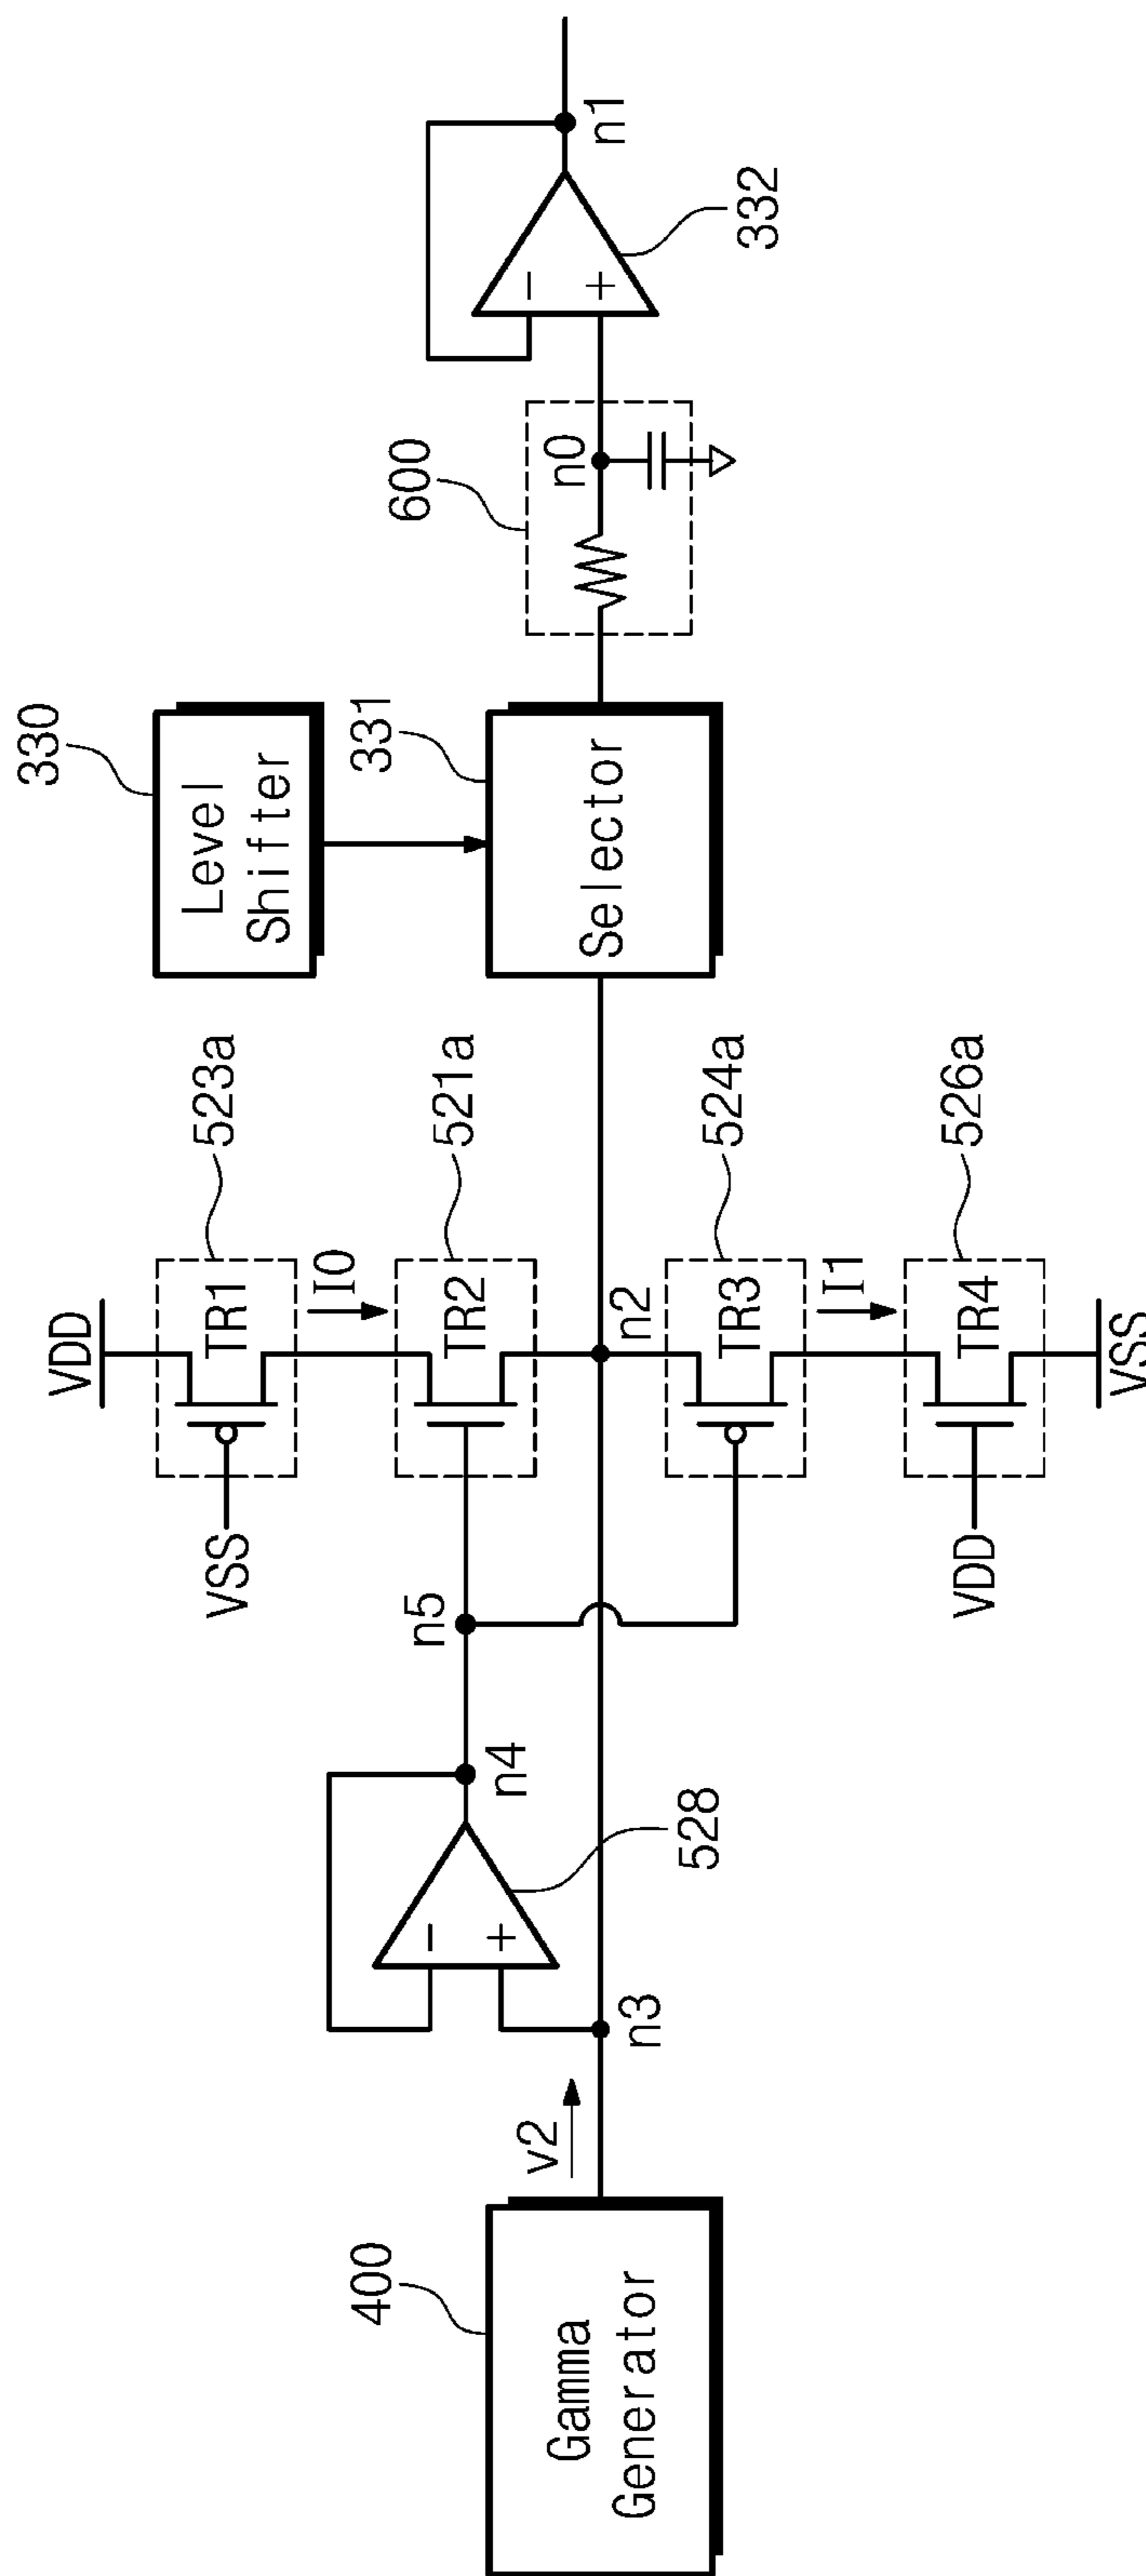 400
Gamma
Generator
v2
n3
528
−
+
n4
n5
VSS
VDD
VDD
TR1
523a
I0
TR2
521a
n2
TR3
524a
I1
TR4
526a
VSS
330
Level
Shifter
331
Selector
600
n0
−
+
332
n1